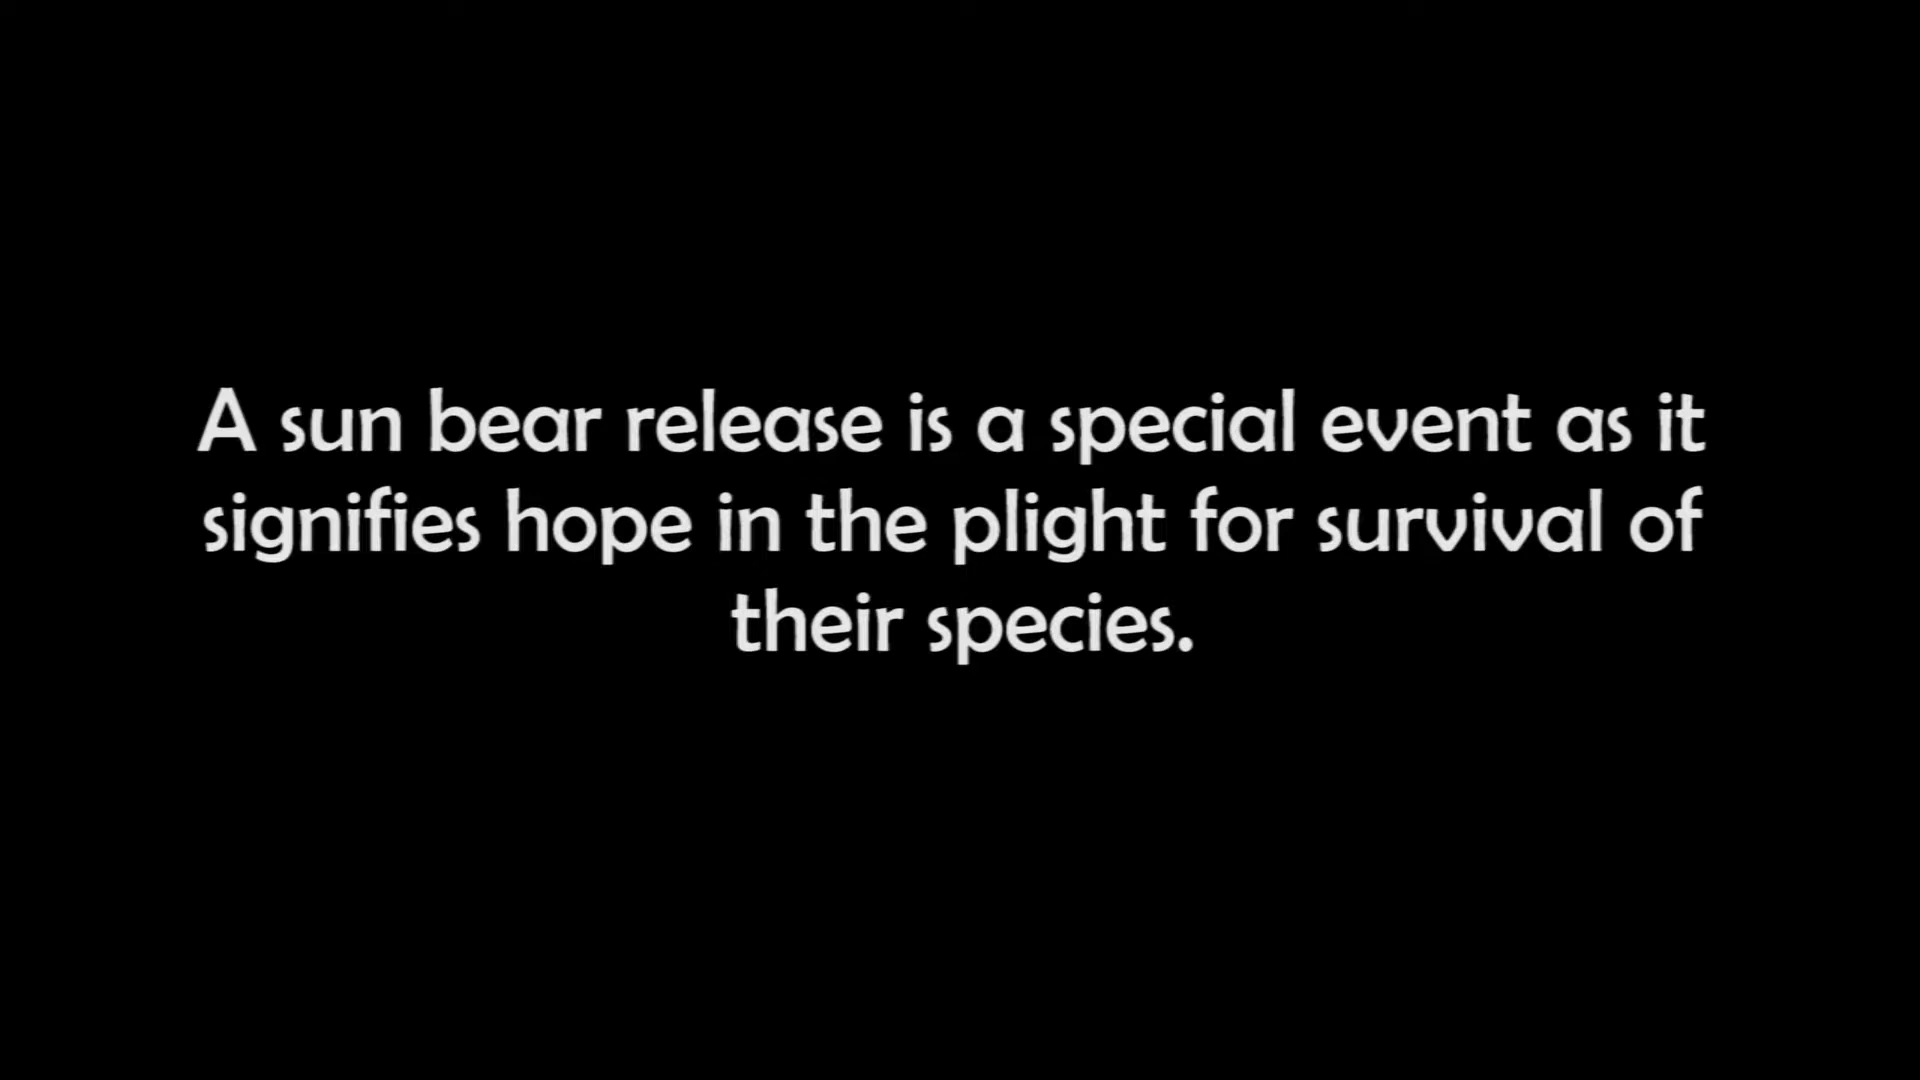 A sun bear release is a special event as it
signifies hope in the plight for survival of
their species.